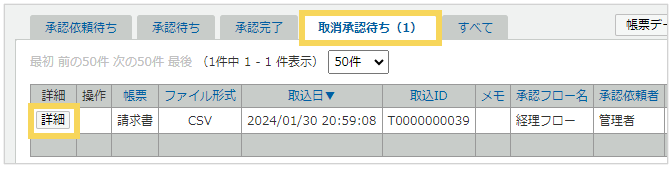 承認依頼待ち 承認待ち 承認完了 取消承認待ち（1） すべて 帳票デー
最初 前の50件 次の50件 最後 （1件中 1 - 1 件表示） 50件
詳細 操作 帳票 ファイル形式 取込日▼ 取込ID メモ 承認フロー名 承認依頼者
詳細 請求書 CSV 2024/01/30 20:59:08 T0000000039 経理フロー 管理者